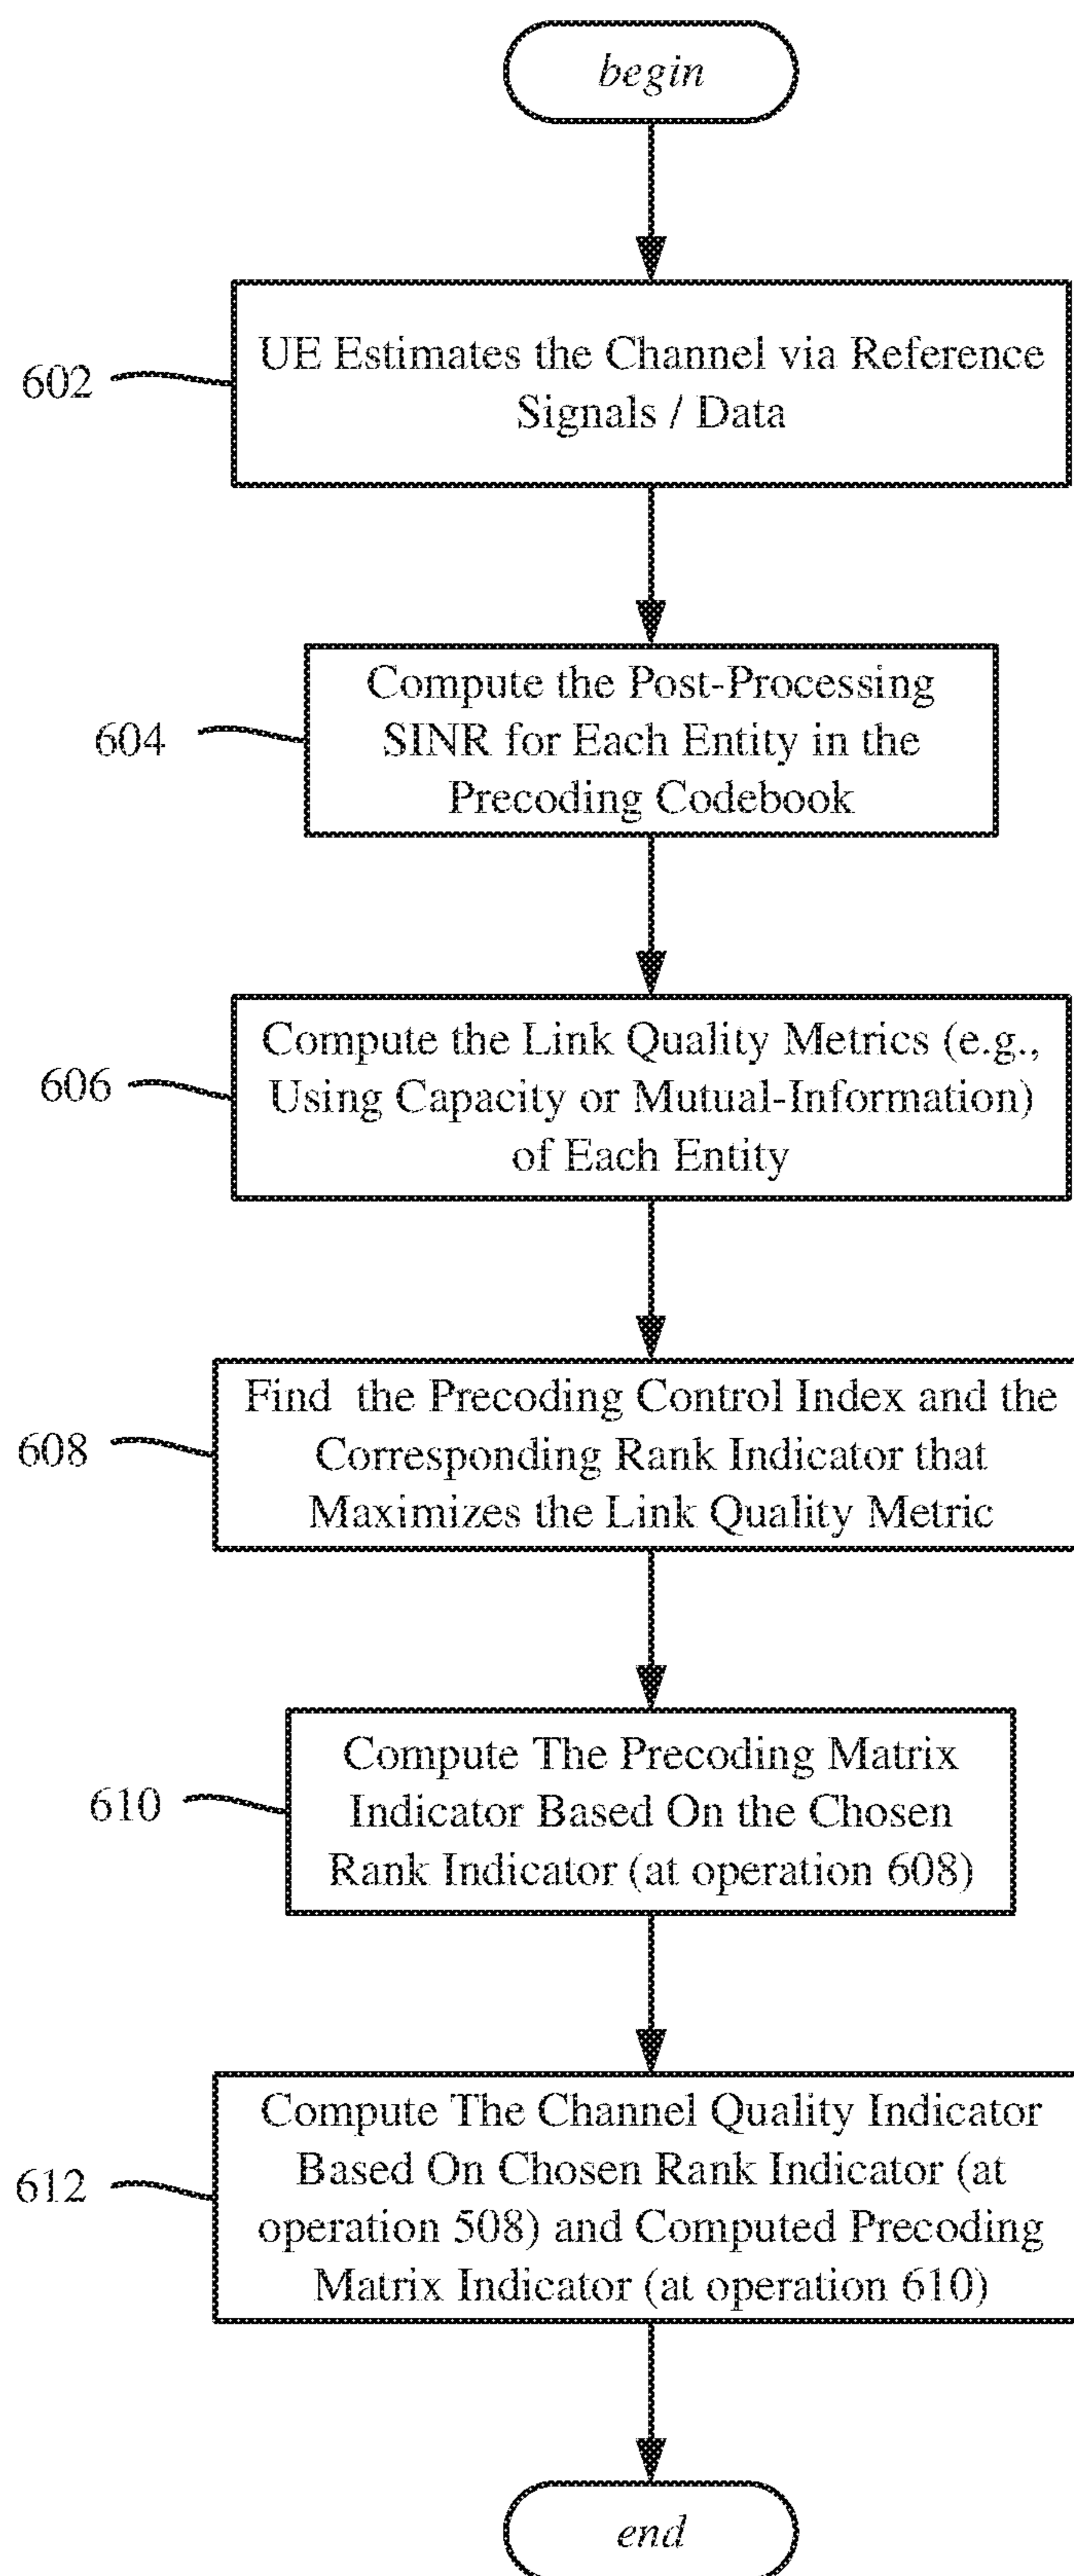 begin
602
UE Estimates the Channel via Reference
Signals / Data
604
Compute the Post-Processing
SINR for Each Entity in the
Precoding Codebook
606
Compute the Link Quality Metrics (e.g.,
Using Capacity or Mutual-Information)
of Each Entity
608
Find the Precoding Control Index and the
Corresponding Rank Indicator that
Maximizes the Link Quality Metric
610
Compute The Precoding Matrix
Indicator Based On the Chosen
Rank Indicator (at operation 608)
612
Compute The Channel Quality Indicator
Based On Chosen Rank Indicator (at
operation 508) and Computed Precoding
Matrix Indicator (at operation 610)
end